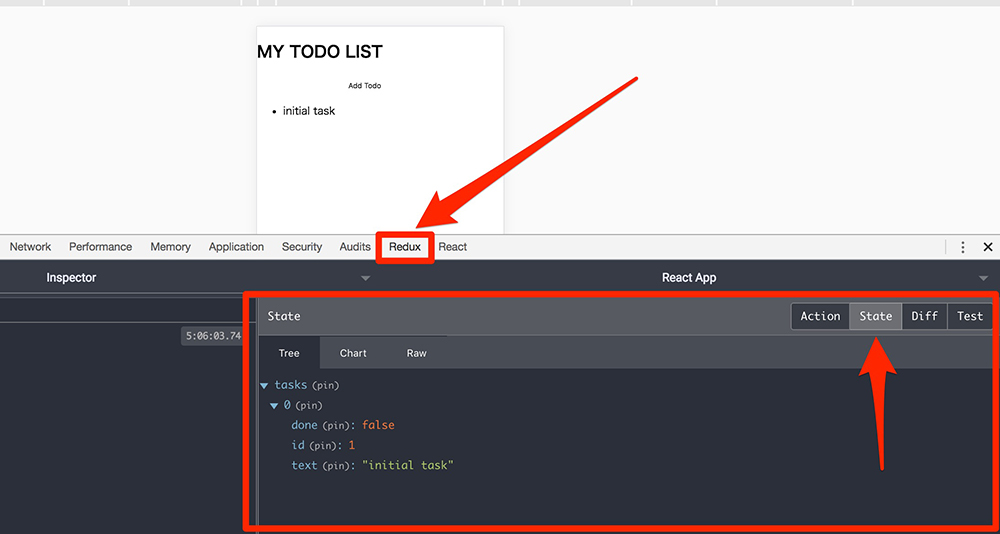 MY TODO LIST
Add Todo
• initial task
Network Performance Memory Application Security Audits Redux React
Inspector React App
State Action State Diff Test
5:06:03.74
Tree Chart Raw
tasks (pin)
0 (pin)
done (pin): false
id (pin): 1
text (pin): "initial task"